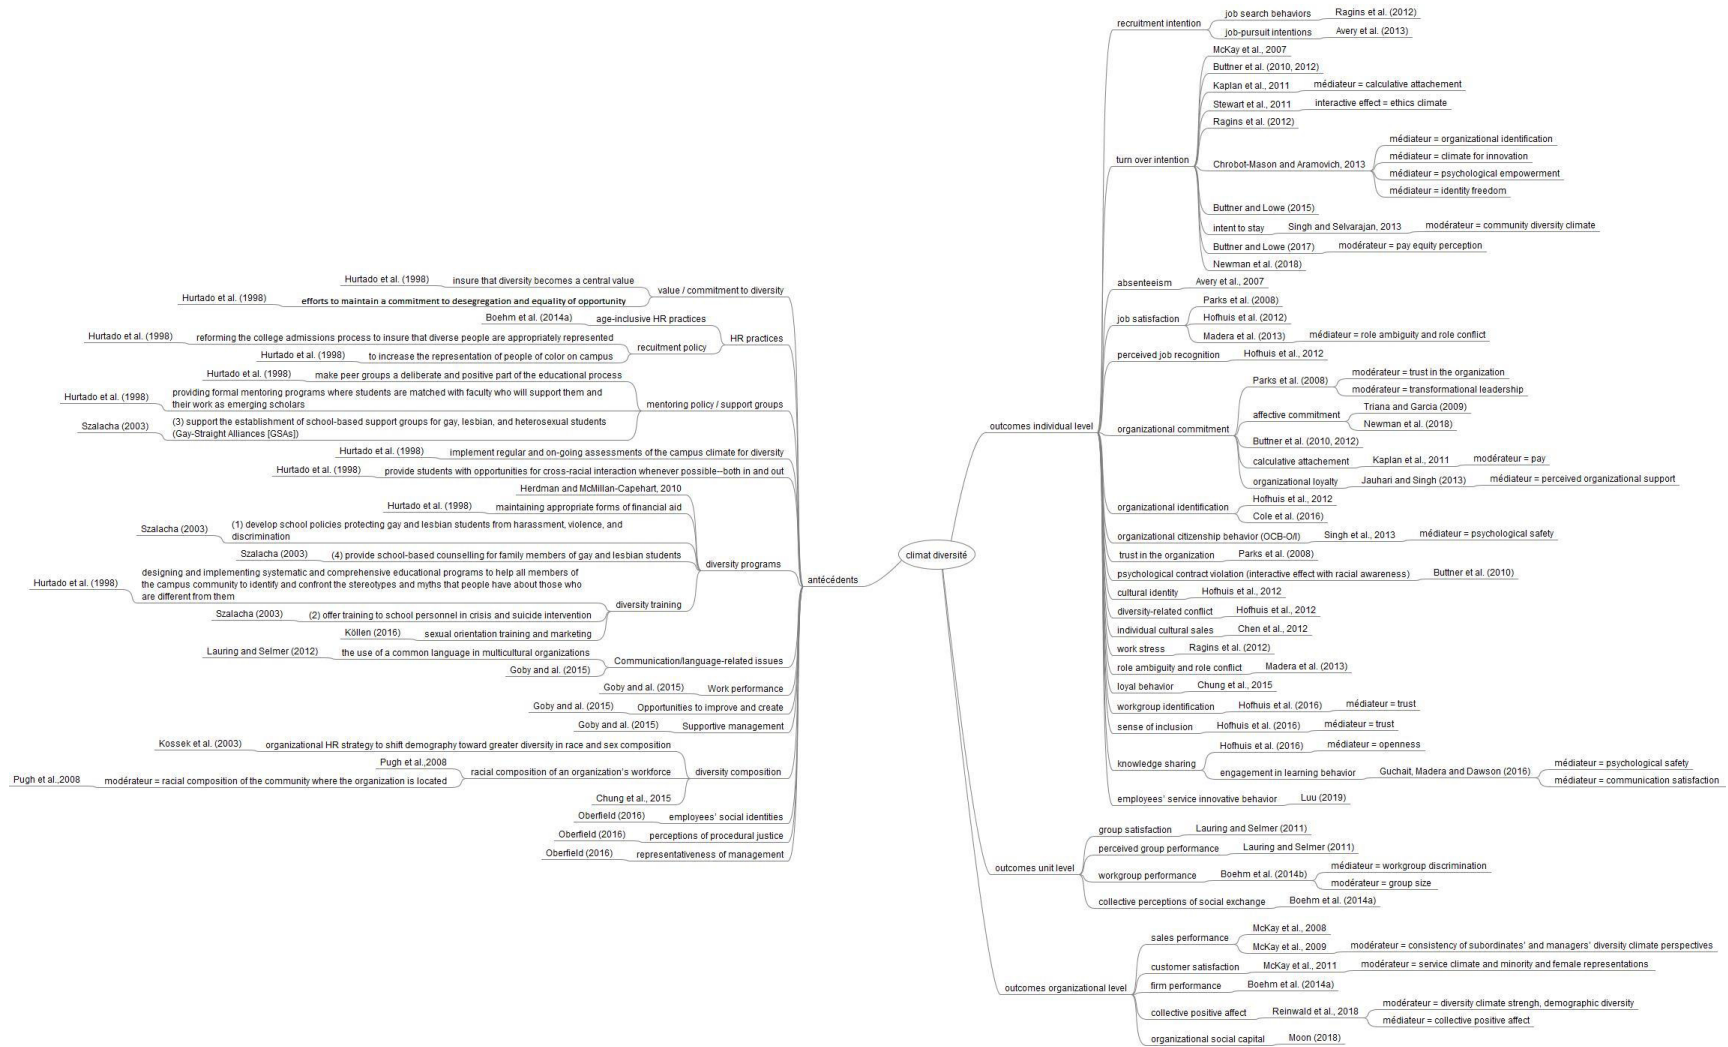 climat diversité
antécédents
value / commitment to diversity
insure that diversity becomes a central value
Hurtado et al. (1998)
efforts to maintain a commitment to desegregation and equality of opportunity
Hurtado et al. (1998)
HR practices
age-inclusive HR practices
Boehm et al. (2014a)
recuitment policy
reforming the college admissions process to insure that diverse people are appropriately represented
Hurtado et al. (1998)
to increase the representation of people of color on campus
Hurtado et al. (1998)
mentoring policy / support groups
make peer groups a deliberate and positive part of the educational process
Hurtado et al. (1998)
providing formal mentoring programs where students are matched with faculty who will support them and
their work as emerging scholars
Hurtado et al. (1998)
(3) support the establishment of school-based support groups for gay, lesbian, and heterosexual students
(Gay-Straight Alliances [GSAs])
Szalacha (2003)
implement regular and on-going assessments of the campus climate for diversity
Hurtado et al. (1998)
provide students with opportunities for cross-racial interaction whenever possible--both in and out
Hurtado et al. (1998)
diversity programs
Herdman and McMillan-Capehart, 2010
maintaining appropriate forms of financial aid
Hurtado et al. (1998)
(1) develop school policies protecting gay and lesbian students from harassment, violence, and
discrimination
Szalacha (2003)
(4) provide school-based counselling for family members of gay and lesbian students
Szalacha (2003)
diversity training
designing and implementing systematic and comprehensive educational programs to help all members of
the campus community to identify and confront the stereotypes and myths that people have about those who
are different from them
Hurtado et al. (1998)
(2) offer training to school personnel in crisis and suicide intervention
Szalacha (2003)
sexual orientation training and marketing
Köllen (2016)
Communication/language-related issues
the use of a common language in multicultural organizations
Lauring and Selmer (2012)
Goby and al. (2015)
Work performance
Goby and al. (2015)
Opportunities to improve and create
Goby and al. (2015)
Supportive management
Goby and al. (2015)
diversity composition
organizational HR strategy to shift demography toward greater diversity in race and sex composition
Kossek et al. (2003)
racial composition of an organization's workforce
Pugh et al.,2008
modérateur = racial composition of the community where the organization is located
Pugh et al.,2008
Chung et al., 2015
employees' social identities
Oberfield (2016)
perceptions of procedural justice
Oberfield (2016)
representativeness of management
Oberfield (2016)
outcomes individual level
recruitment intention
job search behaviors
Ragins et al. (2012)
job-pursuit intentions
Avery et al. (2013)
turn over intention
McKay et al., 2007
Buttner et al. (2010, 2012)
Kaplan et al., 2011
médiateur = calculative attachement
Stewart et al., 2011
interactive effect = ethics climate
Ragins et al. (2012)
Chrobot-Mason and Aramovich, 2013
médiateur = organizational identification
médiateur = climate for innovation
médiateur = psychological empowerment
médiateur = identity freedom
Buttner and Lowe (2015)
intent to stay
Singh and Selvarajan, 2013
modérateur = community diversity climate
Buttner and Lowe (2017)
modérateur = pay equity perception
Newman et al. (2018)
absenteeism
Avery et al., 2007
job satisfaction
Parks et al. (2008)
Hofhuis et al. (2012)
Madera et al. (2013)
médiateur = role ambiguity and role conflict
perceived job recognition
Hofhuis et al., 2012
organizational commitment
Parks et al. (2008)
modérateur = trust in the organization
modérateur = transformational leadership
affective commitment
Triana and Garcia (2009)
Newman et al. (2018)
Buttner et al. (2010, 2012)
calculative attachement
Kaplan et al., 2011
modérateur = pay
organizational loyalty
Jauhari and Singh (2013)
médiateur = perceived organizational support
organizational identification
Hofhuis et al., 2012
Cole et al. (2016)
organizational citizenship behavior (OCB-O/I)
Singh et al., 2013
médiateur = psychological safety
trust in the organization
Parks et al. (2008)
psychological contract violation (interactive effect with racial awareness)
Buttner et al. (2010)
cultural identity
Hofhuis et al., 2012
diversity-related conflict
Hofhuis et al., 2012
individual cultural sales
Chen et al., 2012
work stress
Ragins et al. (2012)
role ambiguity and role conflict
Madera et al. (2013)
loyal behavior
Chung et al., 2015
workgroup identification
Hofhuis et al. (2016)
médiateur = trust
sense of inclusion
Hofhuis et al. (2016)
médiateur = trust
knowledge sharing
Hofhuis et al. (2016)
médiateur = openness
engagement in learning behavior
Guchait, Madera and Dawson (2016)
médiateur = psychological safety
médiateur = communication satisfaction
employees' service innovative behavior
Luu (2019)
outcomes unit level
group satisfaction
Lauring and Selmer (2011)
perceived group performance
Lauring and Selmer (2011)
workgroup performance
Boehm et al. (2014b)
médiateur = workgroup discrimination
modérateur = group size
collective perceptions of social exchange
Boehm et al. (2014a)
outcomes organizational level
sales performance
McKay et al., 2008
McKay et al., 2009
modérateur = consistency of subordinates' and managers' diversity climate perspectives
customer satisfaction
McKay et al., 2011
modérateur = service climate and minority and female representations
firm performance
Boehm et al. (2014a)
collective positive affect
Reinwald et al., 2018
modérateur = diversity climate strengh, demographic diversity
médiateur = collective positive affect
organizational social capital
Moon (2018)